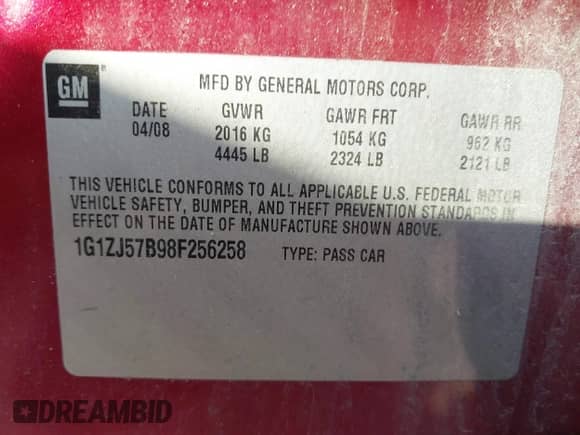 GM
MFD BY GENERAL MOTORS CORP.
DATE GVWR GAWR FRT GAWR RR
04/08 2016 KG 1054 KG 962 KG
4445 LB 2324 LB 2121 LB
THIS VEHICLE CONFORMS TO ALL APPLICABLE U.S. FEDERAL MOTOR
VEHICLE SAFETY, BUMPER, AND THEFT PREVENTION STANDARDS IN
EFFECT ON THE DATE OF MANUFACTURE SHOWN ABOVE.
1G1ZJ57B98F256258 TYPE: PASS CAR
DREAMBID